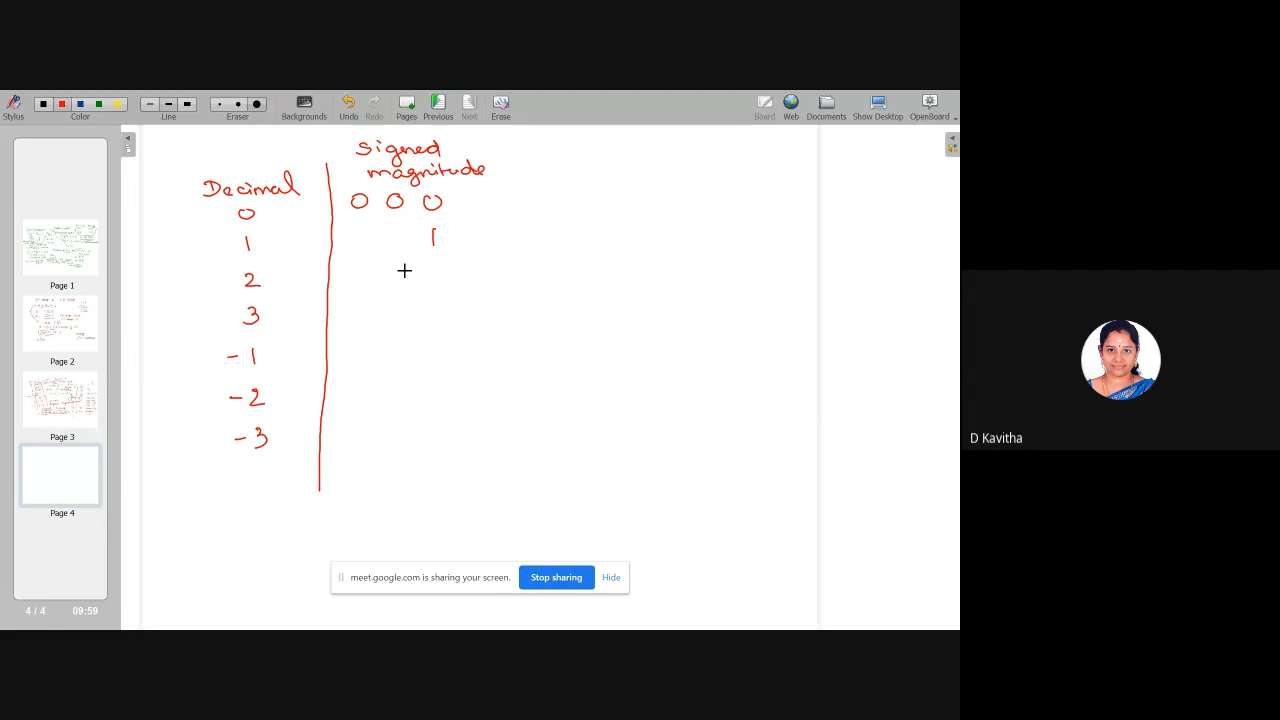 Stylus
Color
Line
Eraser
Backgrounds
Undo
Redo
Pages
Previous
Next
Erase
Board
Web
Documents
Show Desktop
OpenBoard
Page 1
Page 2
Page 3
Page 4
4 / 4 09:59
signed
magnitude
Decimal
0 0 0 0
1 1
2
3
-1
-2
-3
meet.google.com is sharing your screen. Stop sharing Hide
D Kavitha